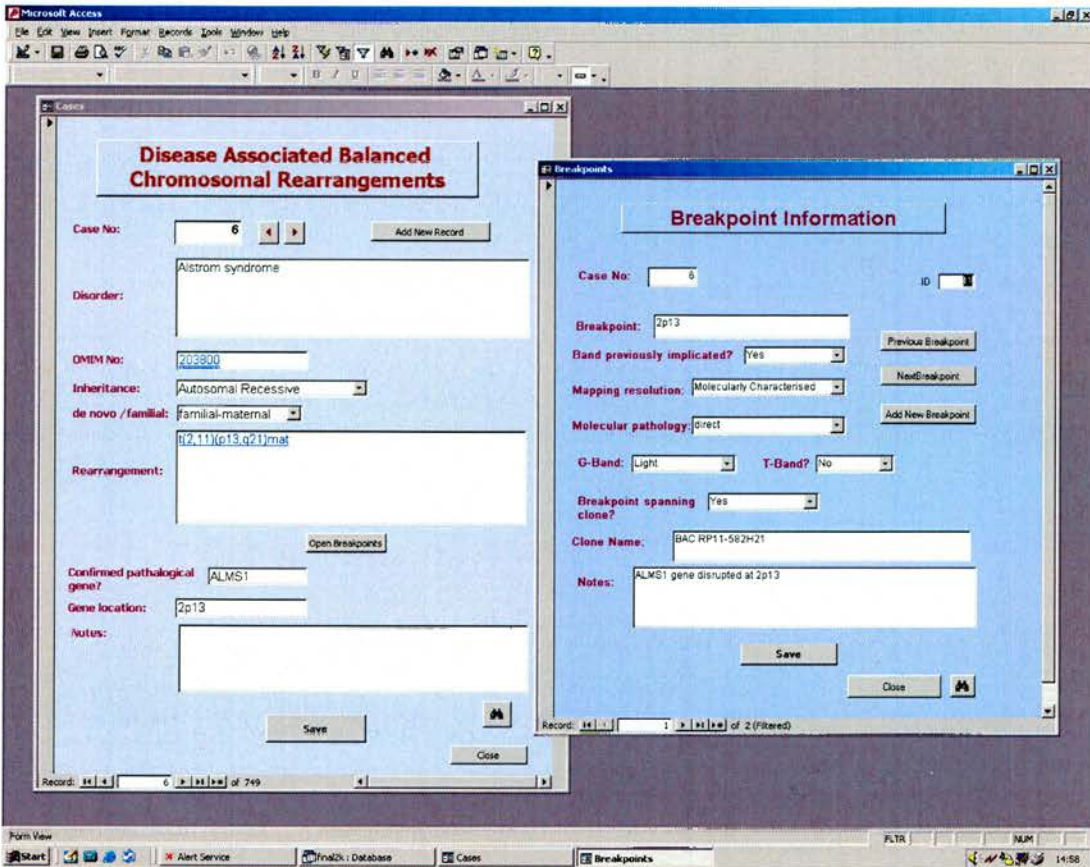 Microsoft Access
File Edit View Insert Format Records Tools Window Help
B I U
Cases
Disease Associated Balanced
Chromosomal Rearrangements
Case No: 6 Add New Record
Disorder: Alstrom syndrome
OMIM No: 203800
Inheritance: Autosomal Recessive
de novo / familial: familial-maternal
Rearrangement: t(2,11)(p13,q21)mat
Open Breakpoints
Confirmed pathalogical
gene? ALMS1
Gene location: 2p13
Notes:
Save
Close
Record: 6 of 749
Breakpoints
Breakpoint Information
Case No: 6 ID
Breakpoint: 2p13
Previous Breakpoint
Band previously implicated? Yes
NextBreakpoint
Mapping resolution: Molecularly Characterised
Add New Breakpoint
Molecular pathology: direct
G-Band: Light T-Band? No
Breakpoint spanning
clone? Yes
Clone Name: BAC RP11-582H21
Notes: ALMS1 gene disrupted at 2p13
Save
Close
Record: 1 of 2 (Filtered)
Form View FLTR NUM
Start Alert Service final2k : Database Cases Breakpoints